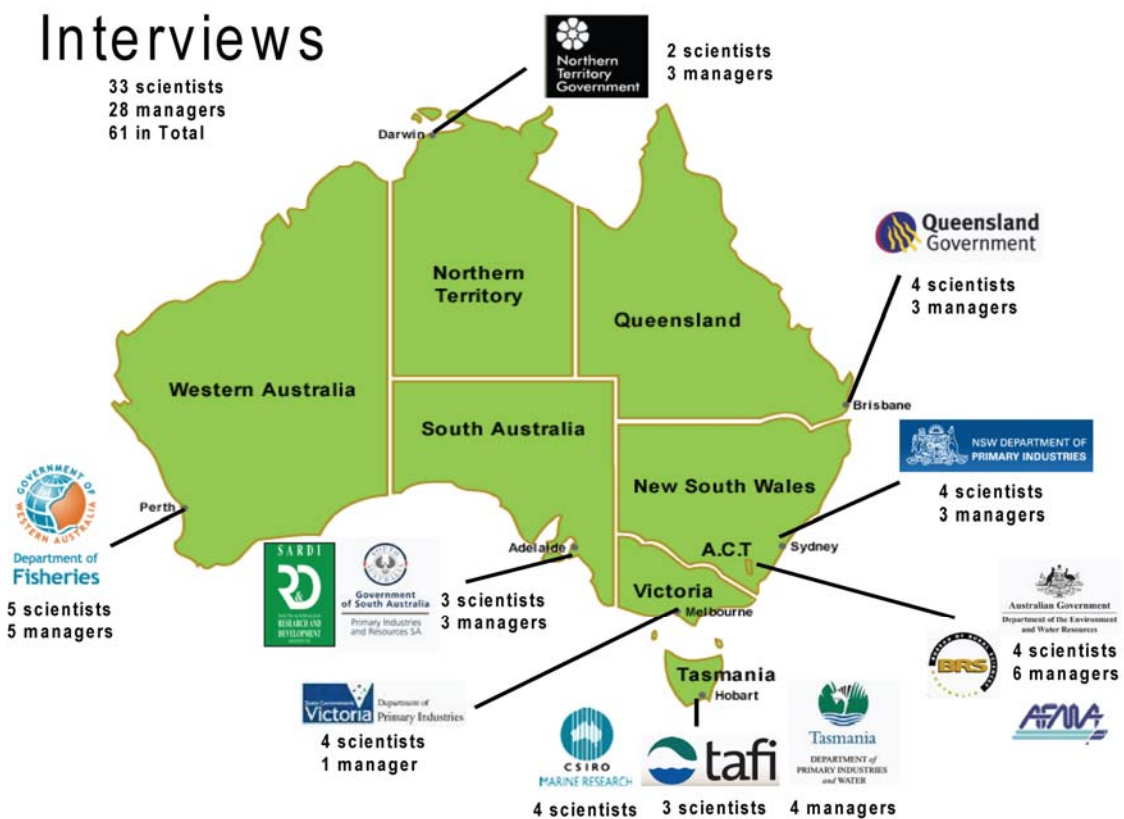 Interviews
33 scientists
28 managers
61 in Total
Northern
Territory
Government
2 scientists
3 managers
Darwin
Queensland
Government
4 scientists
3 managers
Northern
Territory
Queensland
Western Australia
Brisbane
South Australia
NSW DEPARTMENT OF
PRIMARY INDUSTRIES
4 scientists
3 managers
New South Wales
GOVERNMENT OF
WESTERN AUSTRALIA
Department of
Fisheries
5 scientists
5 managers
Perth
Adelaide
A.C.T
Sydney
SARDI
R&D
RESEARCH AND
DEVELOPMENT
SOUTH
Government
of South Australia
Primary Industries
and Resources SA
3 scientists
3 managers
Victoria
Melbourne
Australian Government
Department of the Environment
and Water Resources
BRS
4 scientists
6 managers
AFMA
Tasmania
Hobart
State Government
Victoria
Department of
Primary Industries
4 scientists
1 manager
CSIRO
MARINE RESEARCH
4 scientists
tafi
3 scientists
Tasmania
DEPARTMENT of
PRIMARY INDUSTRIES
and WATER
4 managers